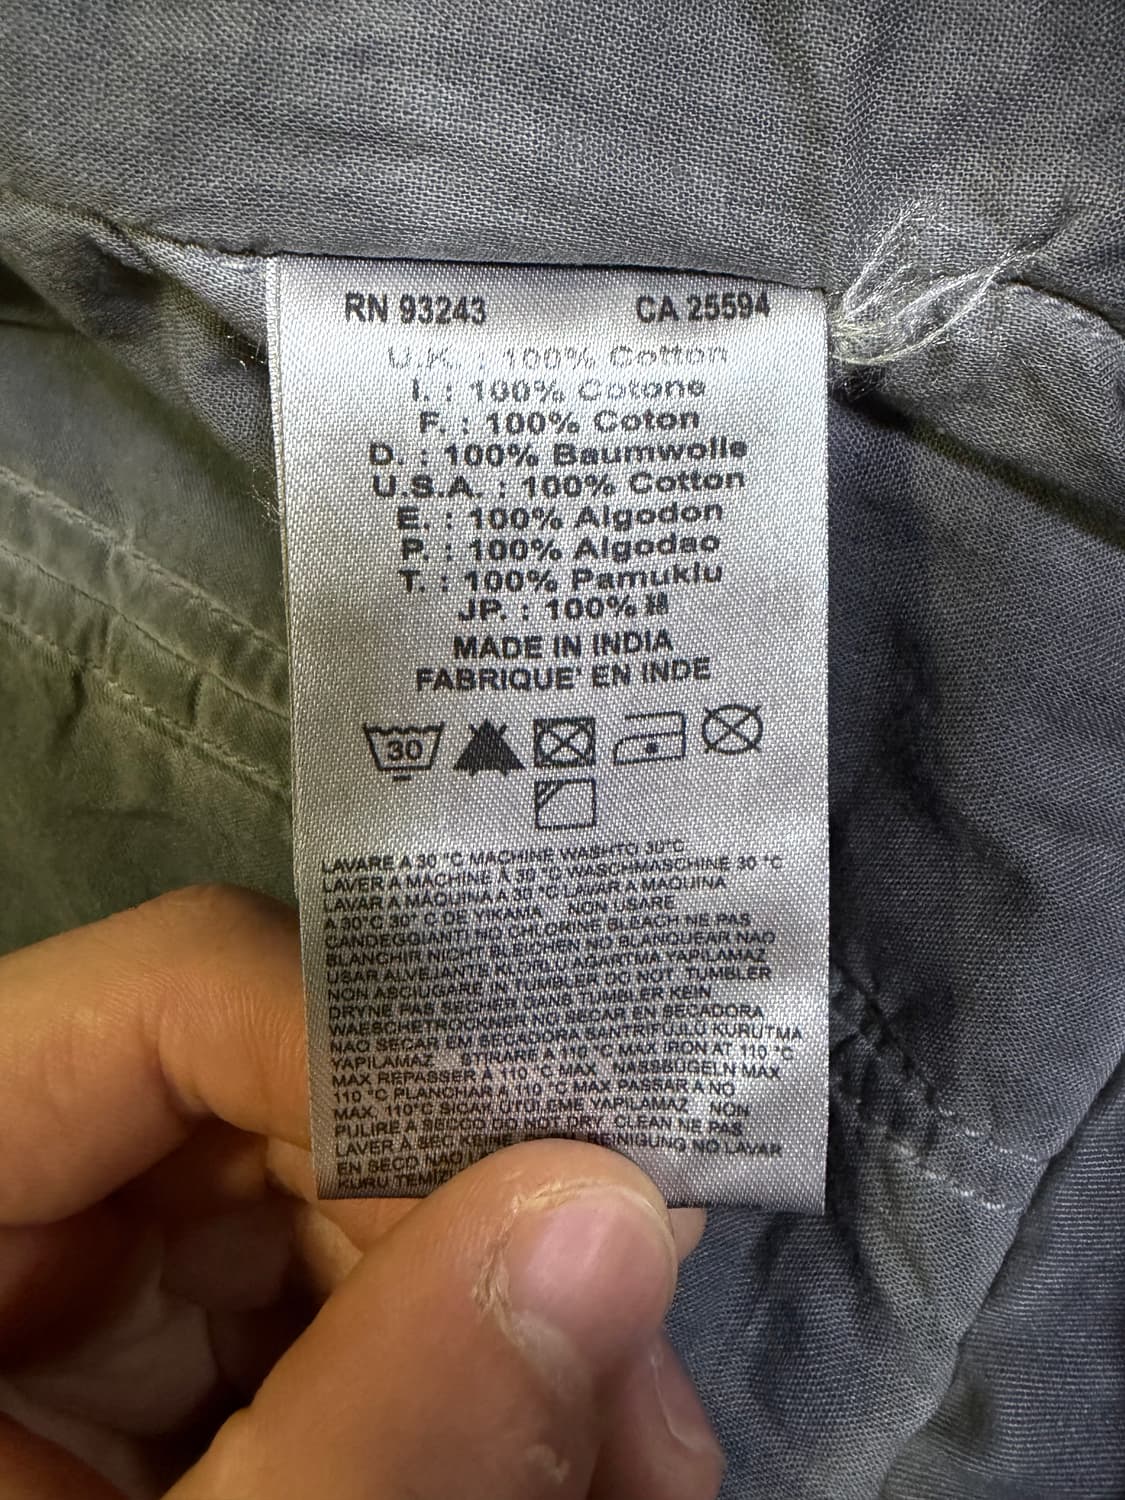 RN 93243 CA 25594
U.K. : 100% Cotton
I. : 100% Cotone
F. : 100% Coton
D. : 100% Baumwolle
U.S.A. : 100% Cotton
E. : 100% Algodon
P. : 100% Algodao
T. : 100% Pamuklu
JP. : 100% 綿
MADE IN INDIA
FABRIQUE' EN INDE
30
LAVARE A 30 °C MACHINE WASHTO 30°C
LAVER A MACHINE A 30 °C WASCHMASCHINE 30 °C
LAVAR A MAQUINA A 30 °C LAVAR A MAQUINA
A 30°C 30° C DE YIKAMA NON USARE
CANDEGGIANTI NO CHLORINE BLEACH NE PAS
BLANCHIR NICHT BLEICHEN NO BLANQUEAR NAO
USAR ALVEJANTE KLORLU AGARTMA YAPILAMAZ
NON ASCIUGARE IN TUMBLER DO NOT TUMBLER
DRYNE PAS SECHER DANS TUMBLER KEIN
WAESCHETROCKNER NO SECAR EN SECADORA
NAO SECAR EM SECADORA SANTRIFUJLU KURUTMA
YAPILAMAZ STIRARE A 110 °C MAX IRON AT 110 °C
MAX REPASSER A 110 °C MAX NASSBUGELN MAX
110 °C PLANCHAR A 110 °C MAX PASSAR A NO
MAX. 110°C SICAK UTULEME YAPILAMAZ NON
PULIRE A SECCO DO NOT DRY CLEAN NE PAS
LAVER A SEC KEINE REINIGUNG NO LAVAR
EN SECO NAO
KURU